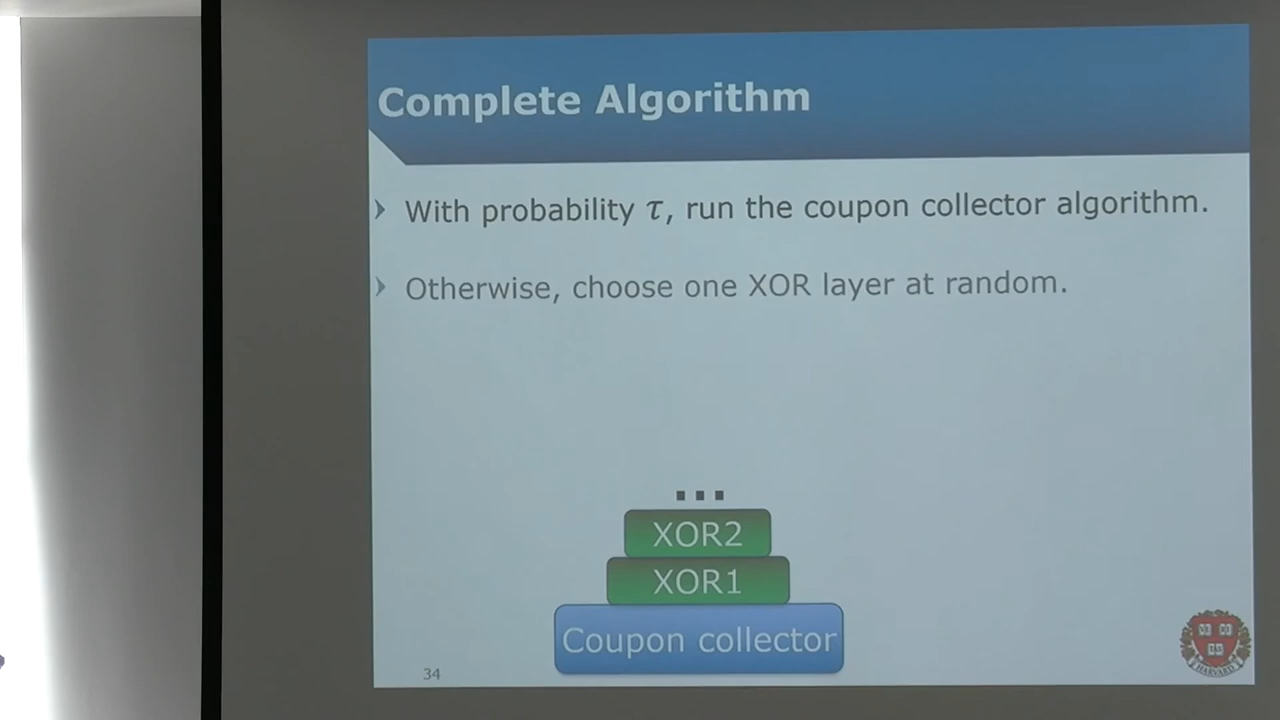 Complete Algorithm
With probability τ, run the coupon collector algorithm.
Otherwise, choose one XOR layer at random.
...
XOR2
XOR1
Coupon collector
34
HARVARD